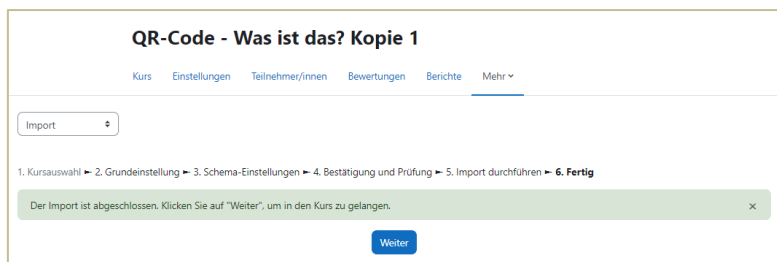 QR-Code - Was ist das? Kopie 1
Kurs Einstellungen Teilnehmer/innen Bewertungen Berichte Mehr
Import
1. Kursauswahl ► 2. Grundeinstellung ► 3. Schema-Einstellungen ► 4. Bestätigung und Prüfung ► 5. Import durchführen ► 6. Fertig
Der Import ist abgeschlossen. Klicken Sie auf "Weiter", um in den Kurs zu gelangen. ×
Weiter